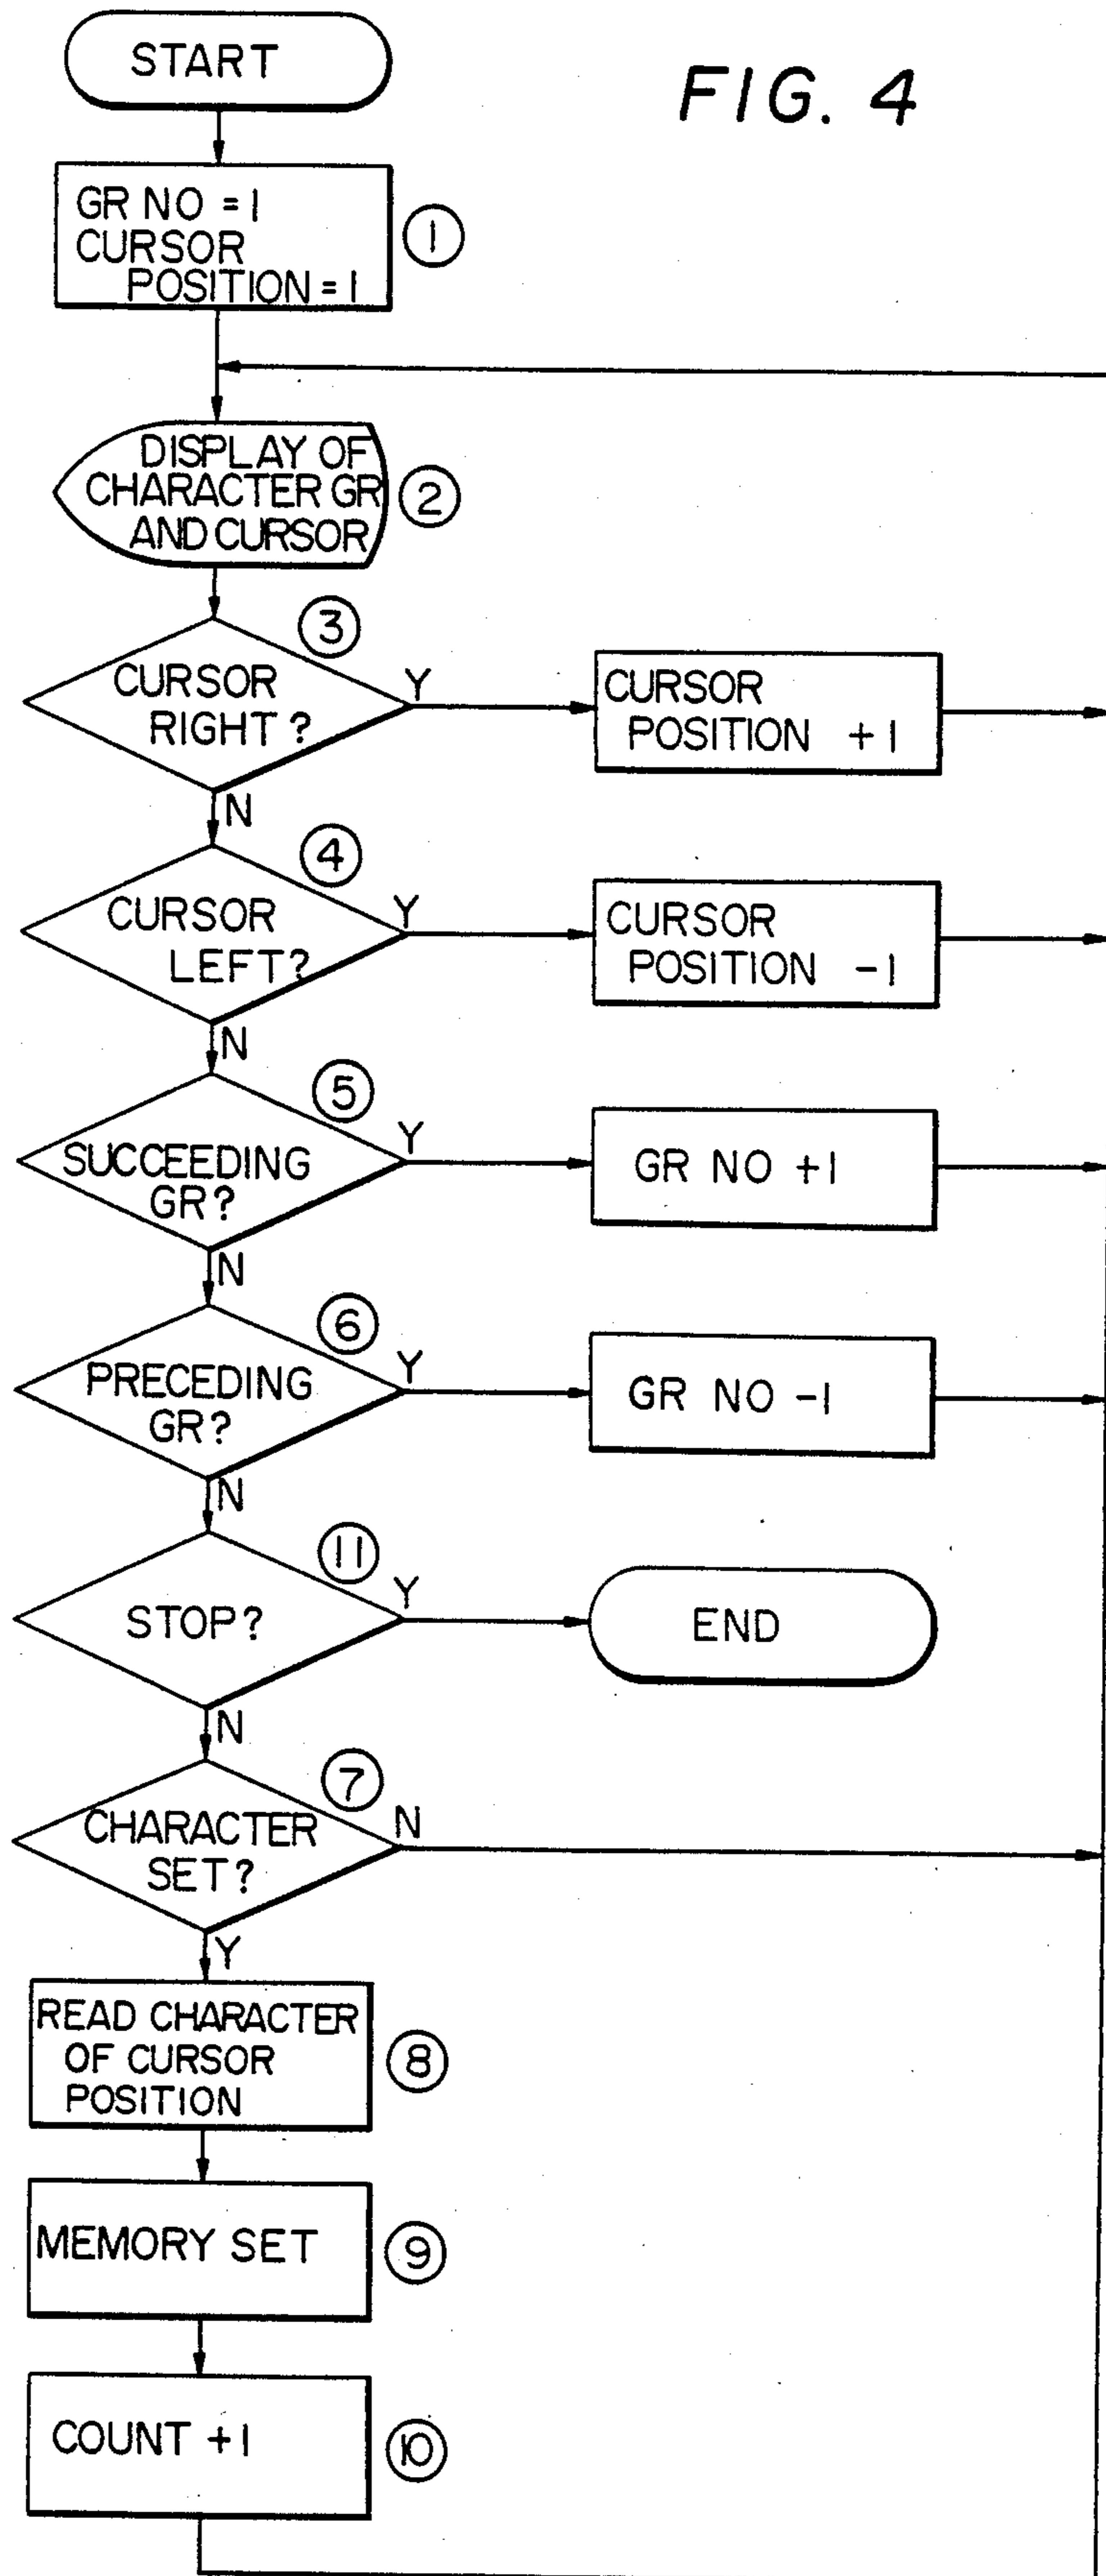 FIG. 4
START
GR NO = 1
CURSOR
POSITION = 1
①
DISPLAY OF
CHARACTER GR
AND CURSOR
②
③
CURSOR
RIGHT?
Y
CURSOR
POSITION +1
N
④
CURSOR
LEFT?
Y
CURSOR
POSITION -1
N
⑤
SUCCEEDING
GR?
Y
GR NO +1
N
⑥
PRECEDING
GR?
Y
GR NO -1
N
⑪
STOP?
Y
END
N
⑦
CHARACTER
SET?
N
Y
READ CHARACTER
OF CURSOR
POSITION
⑧
MEMORY SET
⑨
COUNT +1
⑩